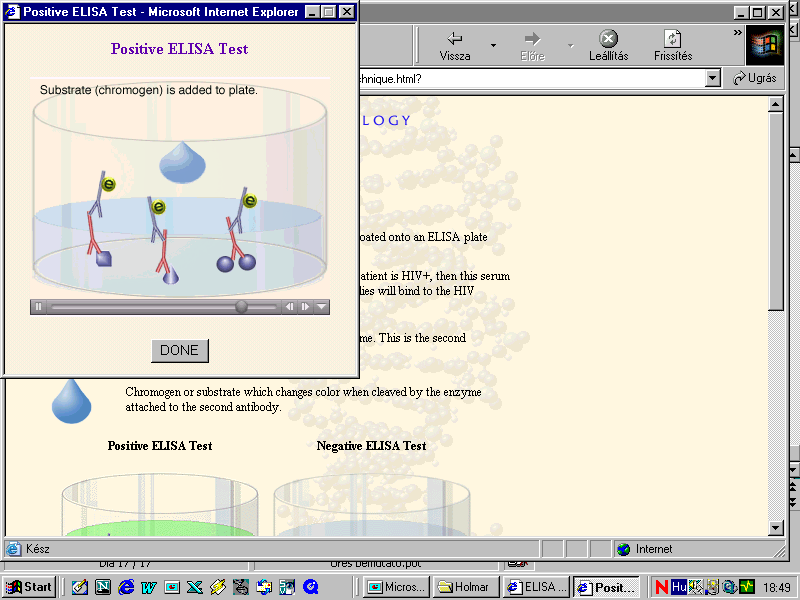 Positive ELISA Test - Microsoft Internet Explorer
Positive ELISA Test
Substrate (chromogen) is added to plate.
e
e
e
DONE
Vissza
Előre
Leállítás
Frissítés
»
chnique.html?
Ugrás
LOGY
oated onto an ELISA plate
atient is HIV+, then this serum
lies will bind to the HIV
me. This is the second
Chromogen or substrate which changes color when cleaved by the enzyme
attached to the second antibody.
Positive ELISA Test
Negative ELISA Test
Kész
Internet
Dia 17 / 17
Üres bemutató.pot
Start
Micros...
Holmar
ELISA ...
Posit...
N
Hu
18:49